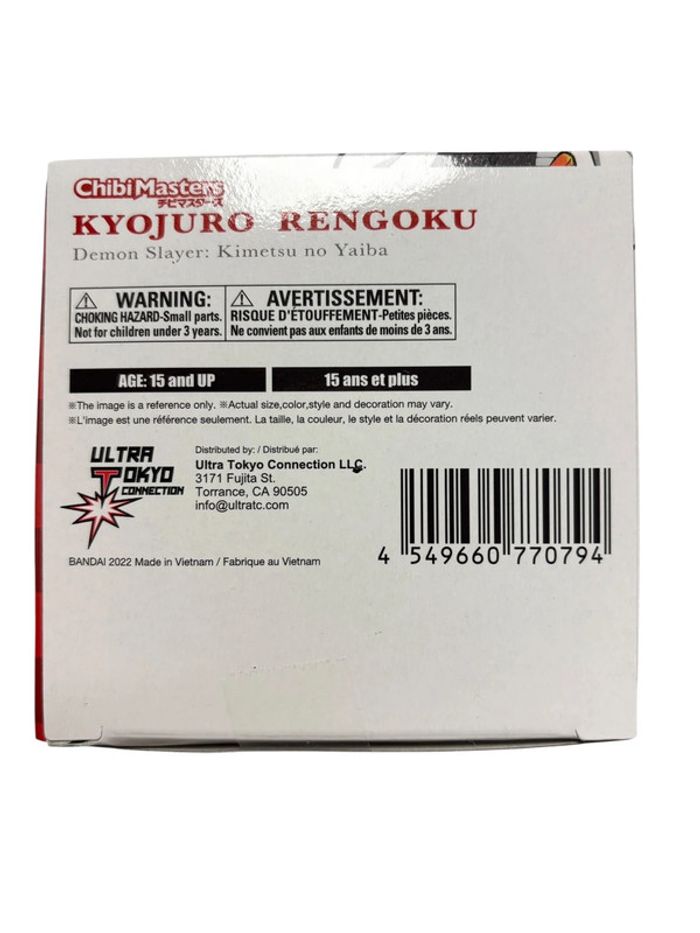 ChibiMasters
チビマスターズ
KYOJURO RENGOKU
Demon Slayer: Kimetsu no Yaiba
WARNING:
CHOKING HAZARD-Small parts.
Not for children under 3 years.
AVERTISSEMENT:
RISQUE D'ÉTOUFFEMENT-Petites pièces.
Ne convient pas aux enfants de moins de 3 ans.
AGE: 15 and UP
15 ans et plus
※The image is a reference only. ※Actual size,color,style and decoration may vary.
※L'image est une référence seulement. La taille, la couleur, le style et la décoration réels peuvent varier.
ULTRA
TOKYO
CONNECTION
Distributed by: / Distribué par:
Ultra Tokyo Connection LLC.
3171 Fujita St.
Torrance, CA 90505
info@ultratc.com
BANDAI 2022 Made in Vietnam / Fabrique au Vietnam
4 549660 770794